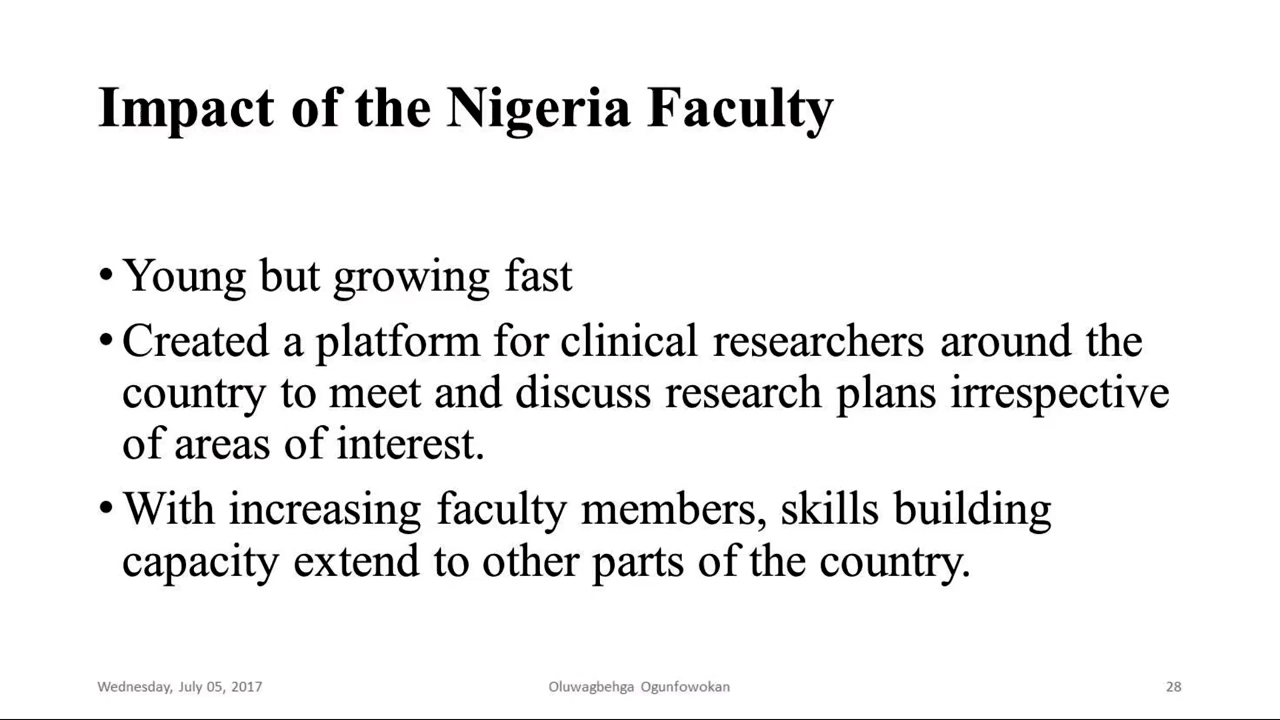 Impact of the Nigeria Faculty
• Young but growing fast
• Created a platform for clinical researchers around the
country to meet and discuss research plans irrespective
of areas of interest.
• With increasing faculty members, skills building
capacity extend to other parts of the country.
Wednesday, July 05, 2017
Oluwagbehga Ogunfowokan
28